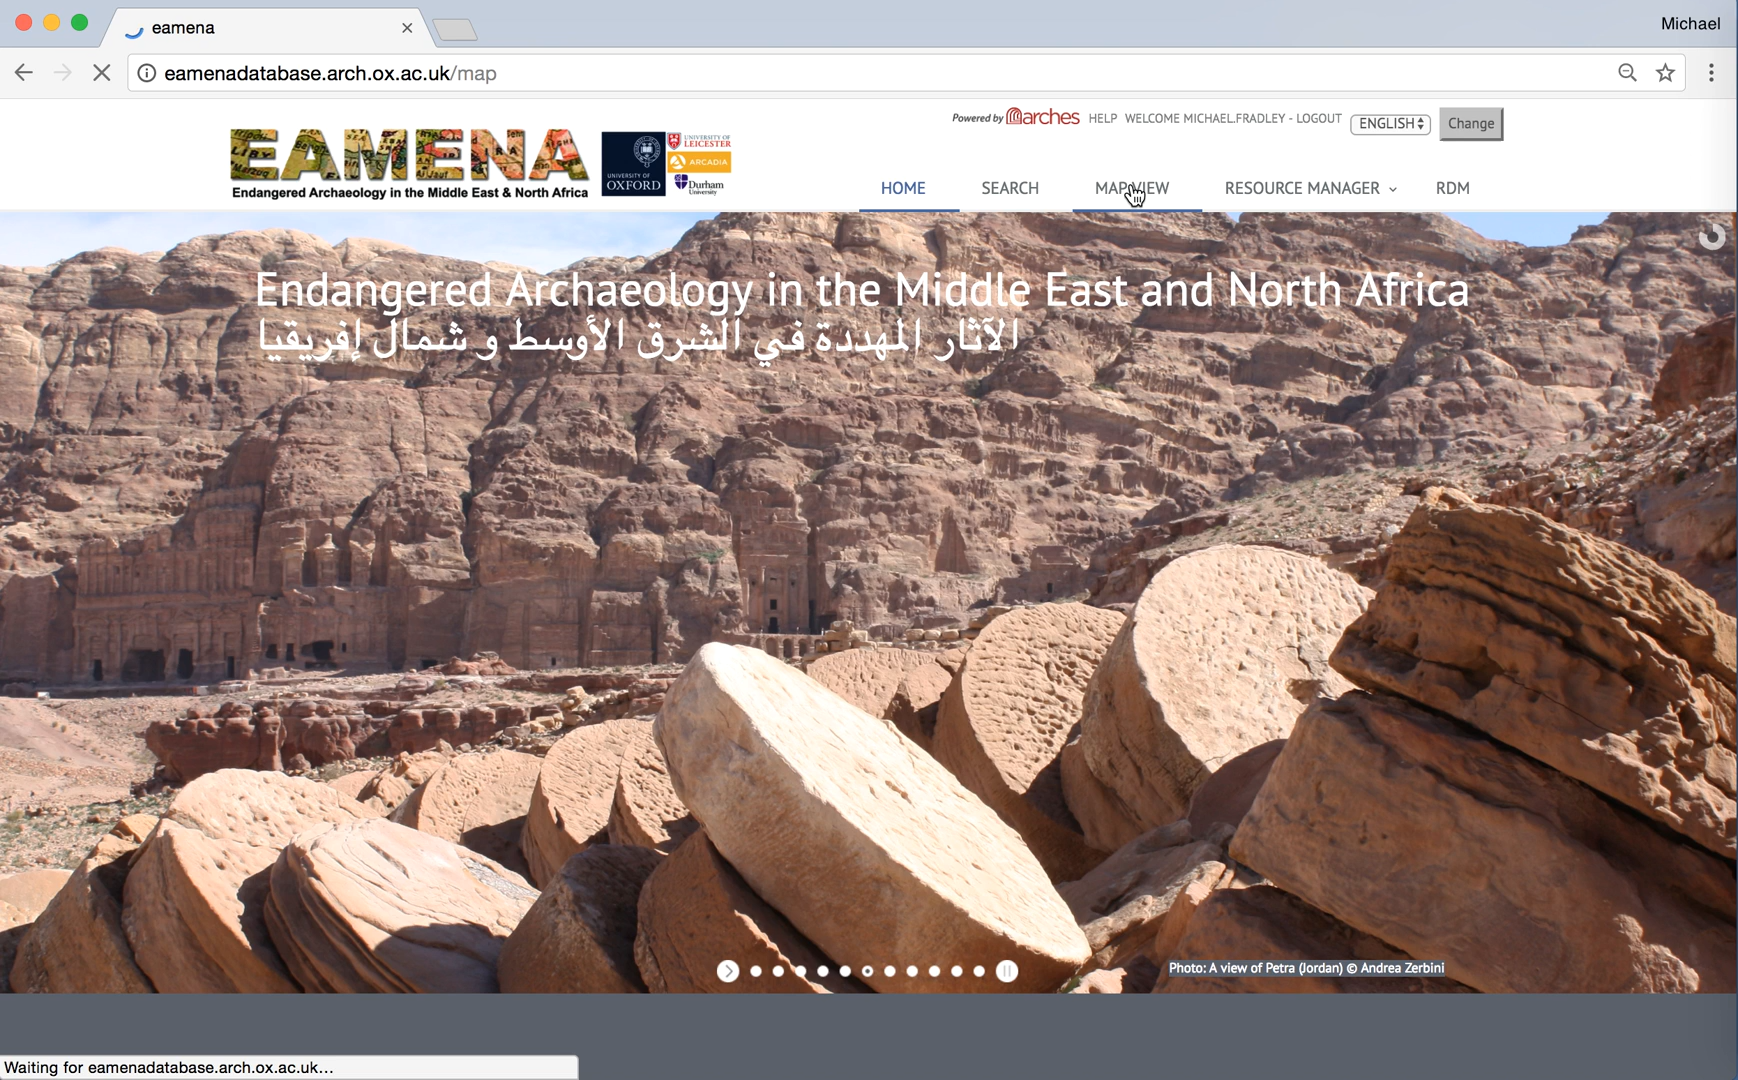 eamena
Michael
eamenadatabase.arch.ox.ac.uk/map
EAMENA
Endangered Archaeology in the Middle East & North Africa
UNIVERSITY OF
OXFORD
UNIVERSITY OF
LEICESTER
ARCADIA
Durham
University
Powered by arches HELP WELCOME MICHAEL.FRADLEY - LOGOUT ENGLISH Change
HOME SEARCH MAP VIEW RESOURCE MANAGER RDM
Endangered Archaeology in the Middle East and North Africa
الآثار المهددة في الشرق الأوسط و شمال إفريقيا
Photo: A view of Petra (Jordan) © Andrea Zerbini
Waiting for eamenadatabase.arch.ox.ac.uk...